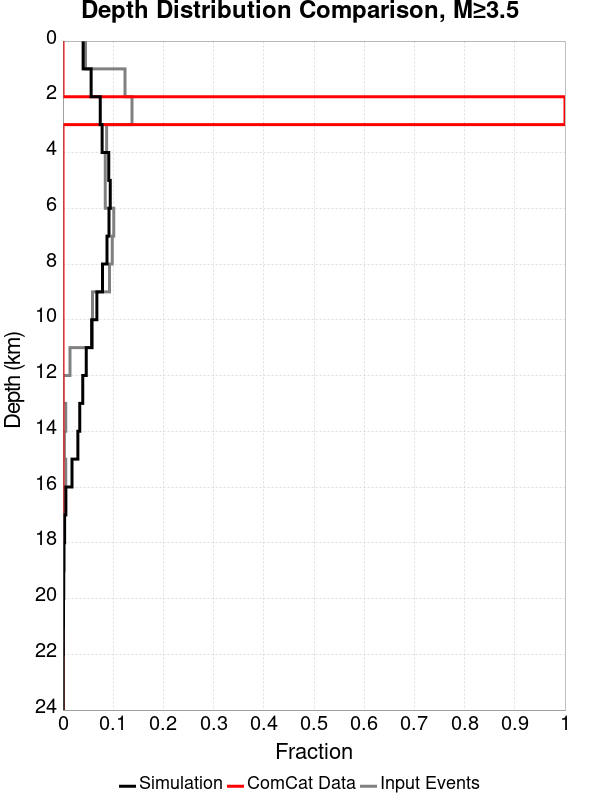 Depth Distribution Comparison, M≥3.5
0
2
4
6
8
10
12
14
16
18
20
22
24
Depth (km)
0 0.1 0.2 0.3 0.4 0.5 0.6 0.7 0.8 0.9 1
Fraction
Simulation ComCat Data Input Events